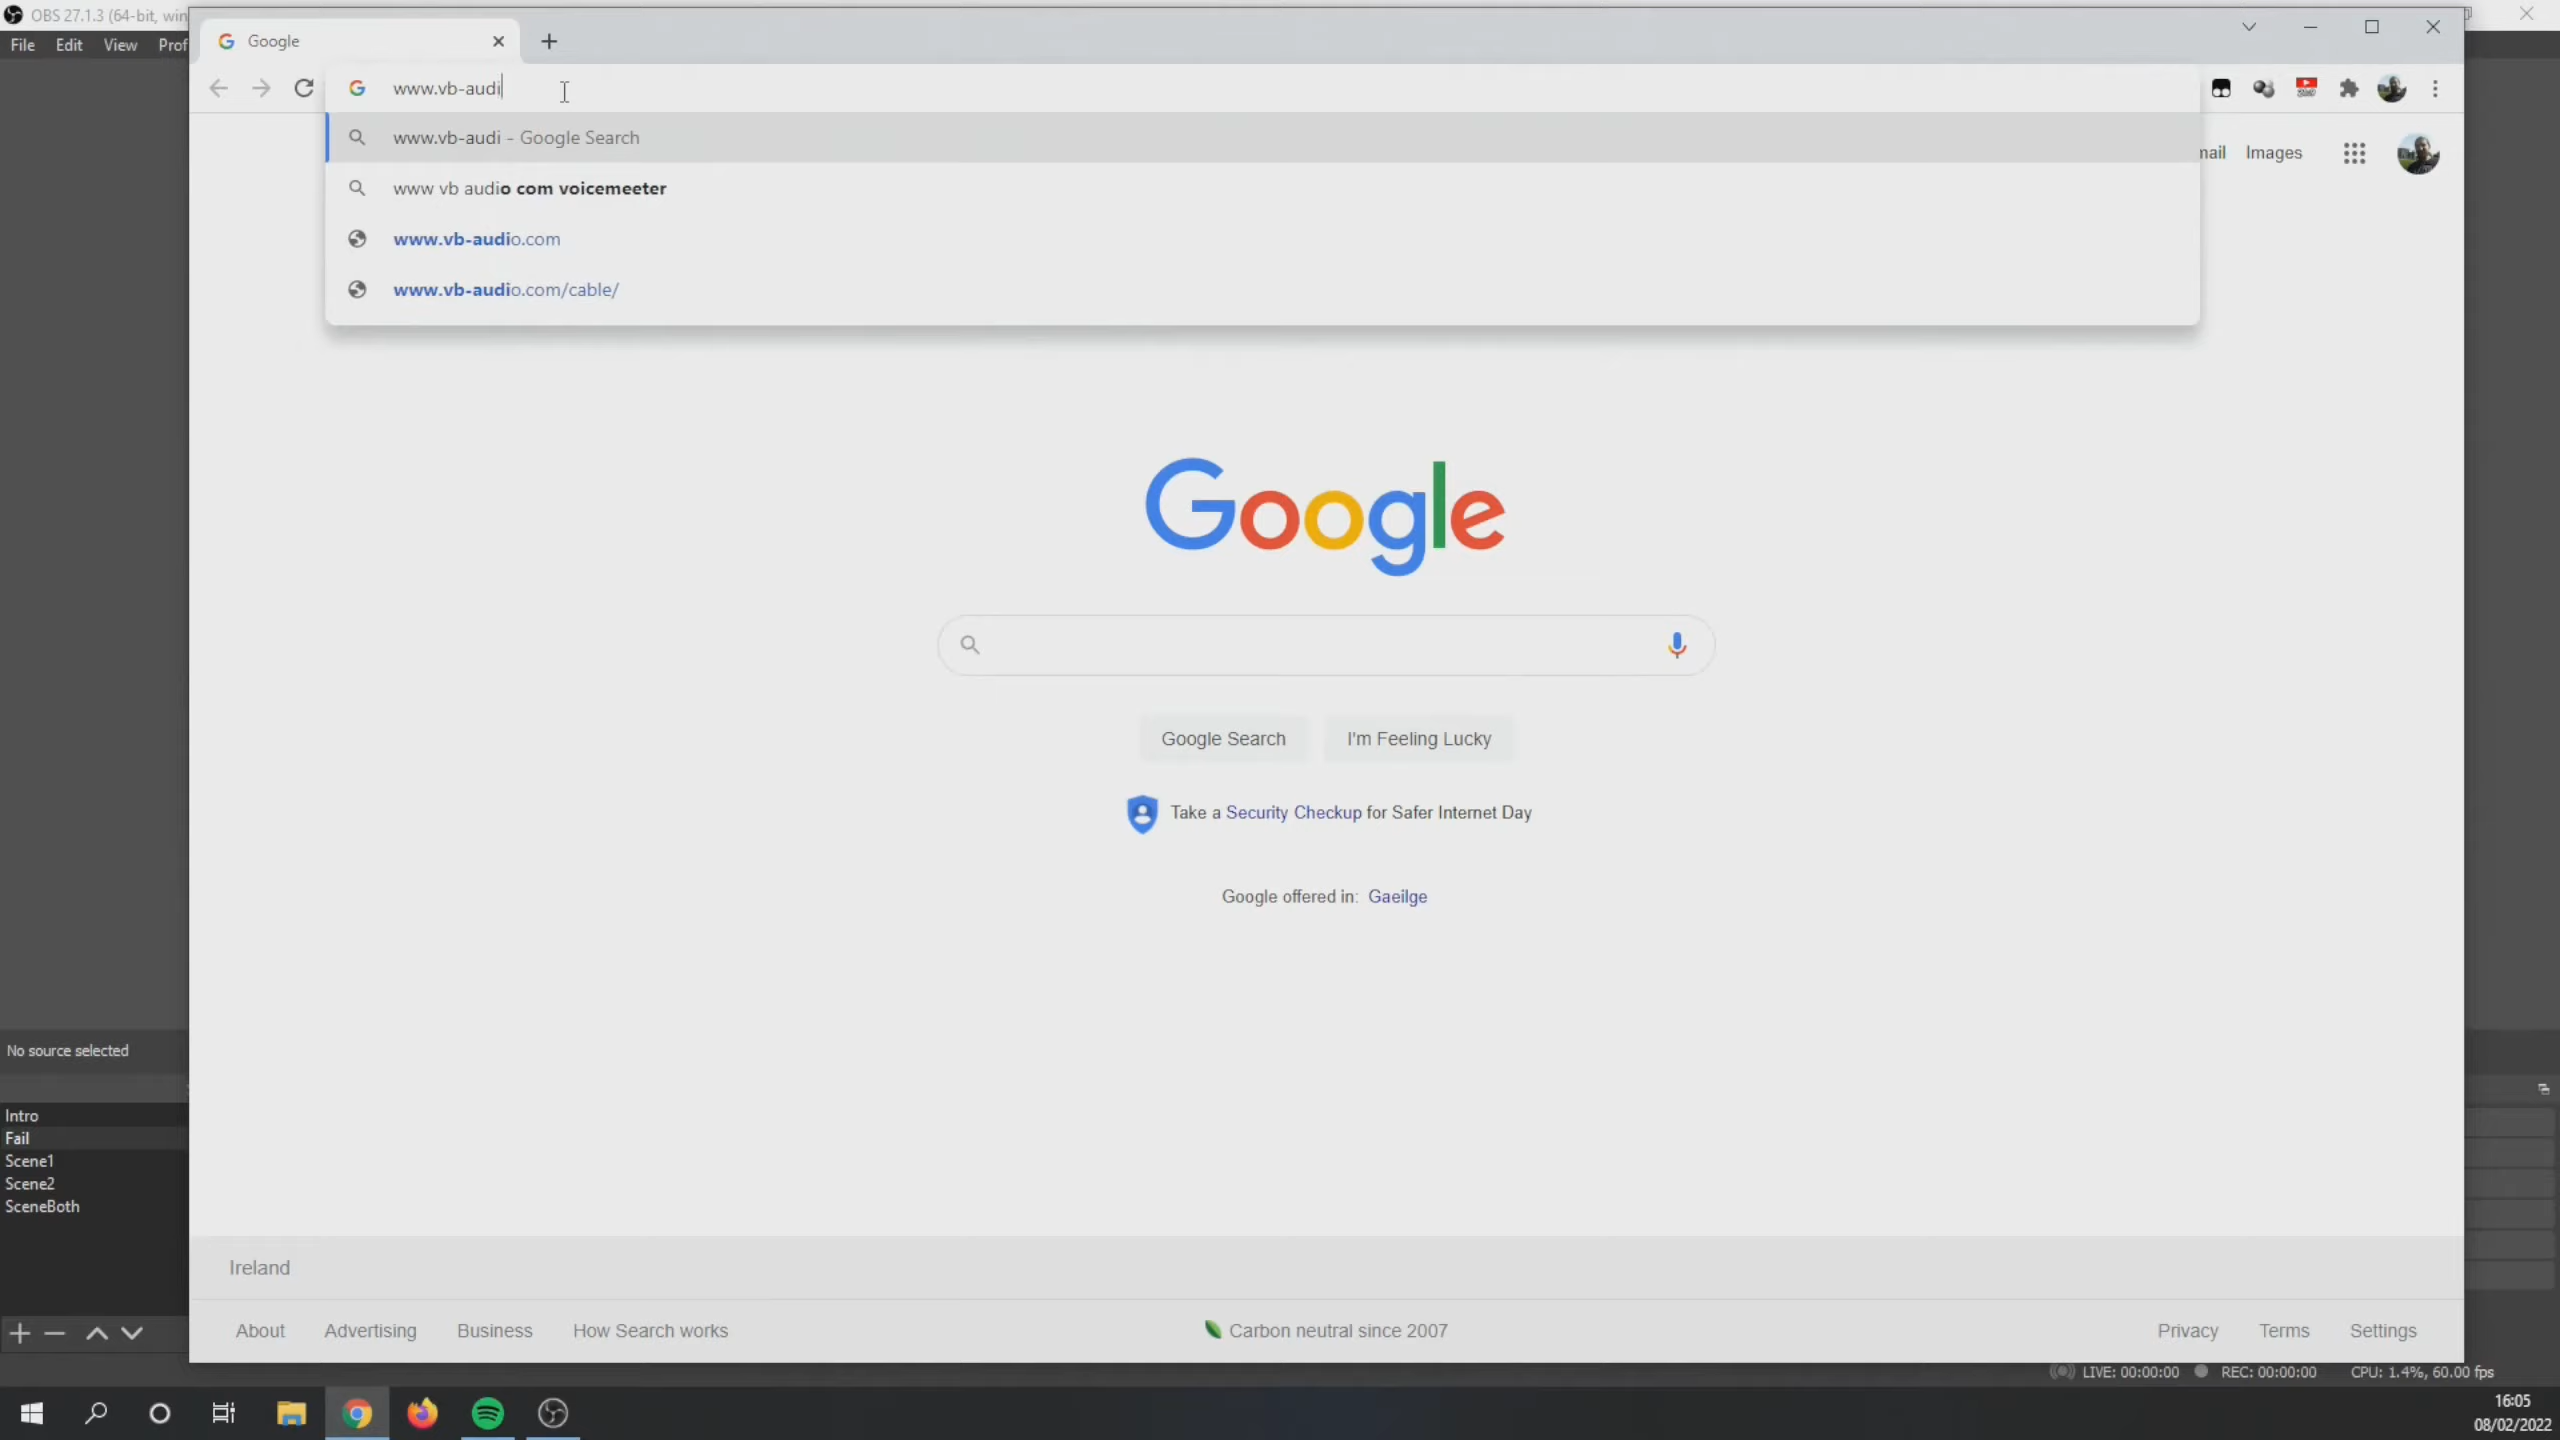 OBS 27.1.3 (64-bit, win
File Edit View Prof
Google
www.vb-audi
www.vb-audi - Google Search
www vb audio com voicemeeter
www.vb-audio.com
www.vb-audio.com/cable/
mail Images
Google
Google Search I'm Feeling Lucky
Take a Security Checkup for Safer Internet Day
Google offered in: Gaeilge
No source selected
Intro
Fail
Scene1
Scene2
SceneBoth
Ireland
About Advertising Business How Search works Carbon neutral since 2007 Privacy Terms Settings
LIVE: 00:00:00 REC: 00:00:00 CPU: 1.4%, 60.00 fps
16:05
08/02/2022